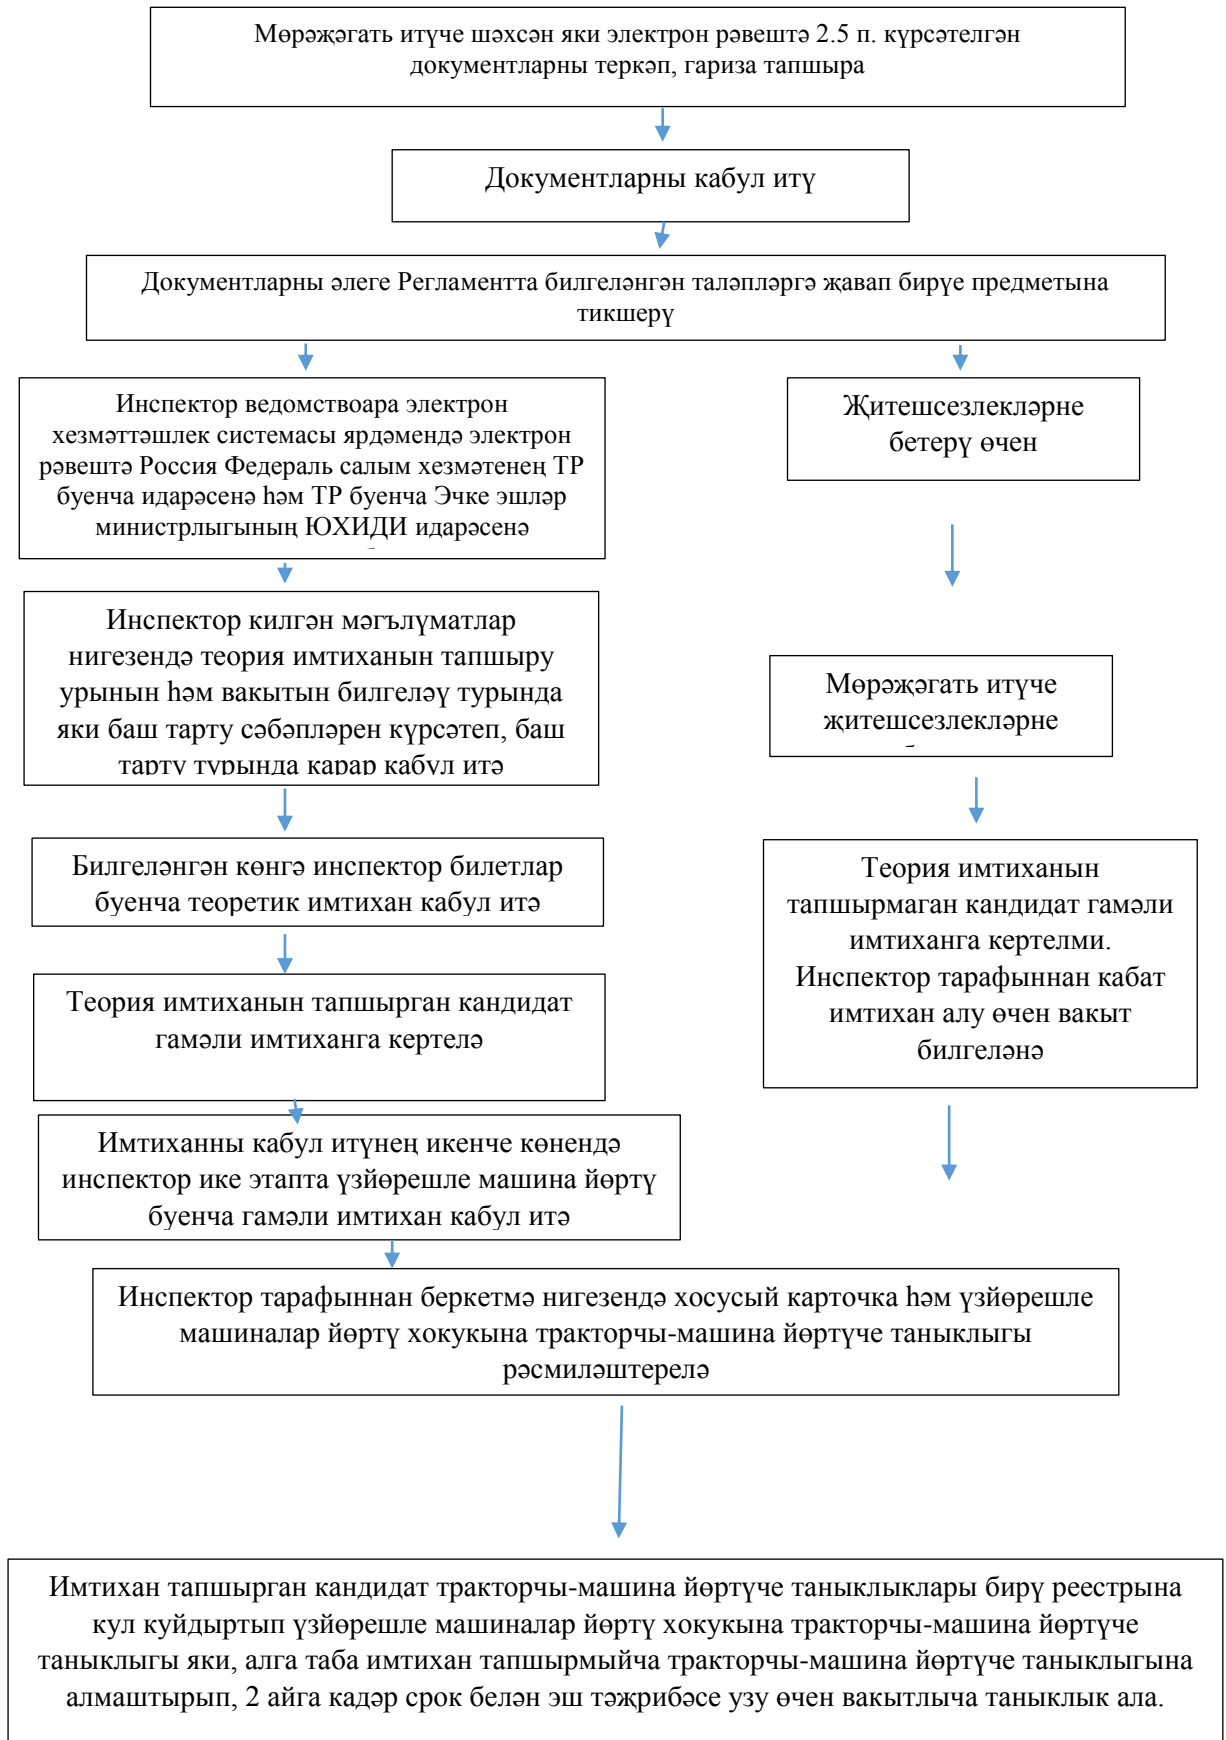 Мөрәҗәгать итүче шәхсән яки электрон рәвештә 2.5 п. күрсәтелгән
документларны теркәп, гариза тапшыра
Документларны кабул итү
Документларны әлеге Регламентта билгеләнгән таләпләргә җавап бирүе предметына
тикшерү
Инспектор ведомствоара электрон
хезмәттәшлек системасы ярдәмендә электрон
рәвештә Россия Федераль салым хезмәтенең ТР
буенча идарәсенә һәм ТР буенча Эчке эшләр
министрлыгының ЮХИДИ идарәсенә
Җитешсезлекләрне
бетерү өчен
Инспектор килгән мәгълүматлар
нигезендә теория имтиханын тапшыру
урынын һәм вакытын билгеләү турында
яки баш тарту сәбәпләрен күрсәтеп, баш
тарту турында карар кабул итә
Мөрәҗәгать итүче
җитешсезлекләрне
Билгеләнгән көнгә инспектор билетлар
буенча теоретик имтихан кабул итә
Теория имтиханын
тапшырмаган кандидат гамәли
имтиханга кертелми.
Инспектор тарафыннан кабат
имтихан алу өчен вакыт
билгеләнә
Теория имтиханын тапшырган кандидат
гамәли имтиханга кертелә
Имтиханны кабул итүнең икенче көнендә
инспектор ике этапта үзйөрешле машина йөртү
буенча гамәли имтихан кабул итә
Инспектор тарафыннан беркетмә нигезендә хосусый карточка һәм үзйөрешле
машиналар йөртү хокукына тракторчы-машина йөртүче таныклыгы
рәсмиләштерелә
Имтихан тапшырган кандидат тракторчы-машина йөртүче таныклыклары бирү реестрына
кул куйдыртып үзйөрешле машиналар йөртү хокукына тракторчы-машина йөртүче
таныклыгы яки, алга таба имтихан тапшырмыйча тракторчы-машина йөртүче таныклыгына
алмаштырып, 2 айга кадәр срок белән эш тәҗрибәсе узу өчен вакытлыча таныклык ала.